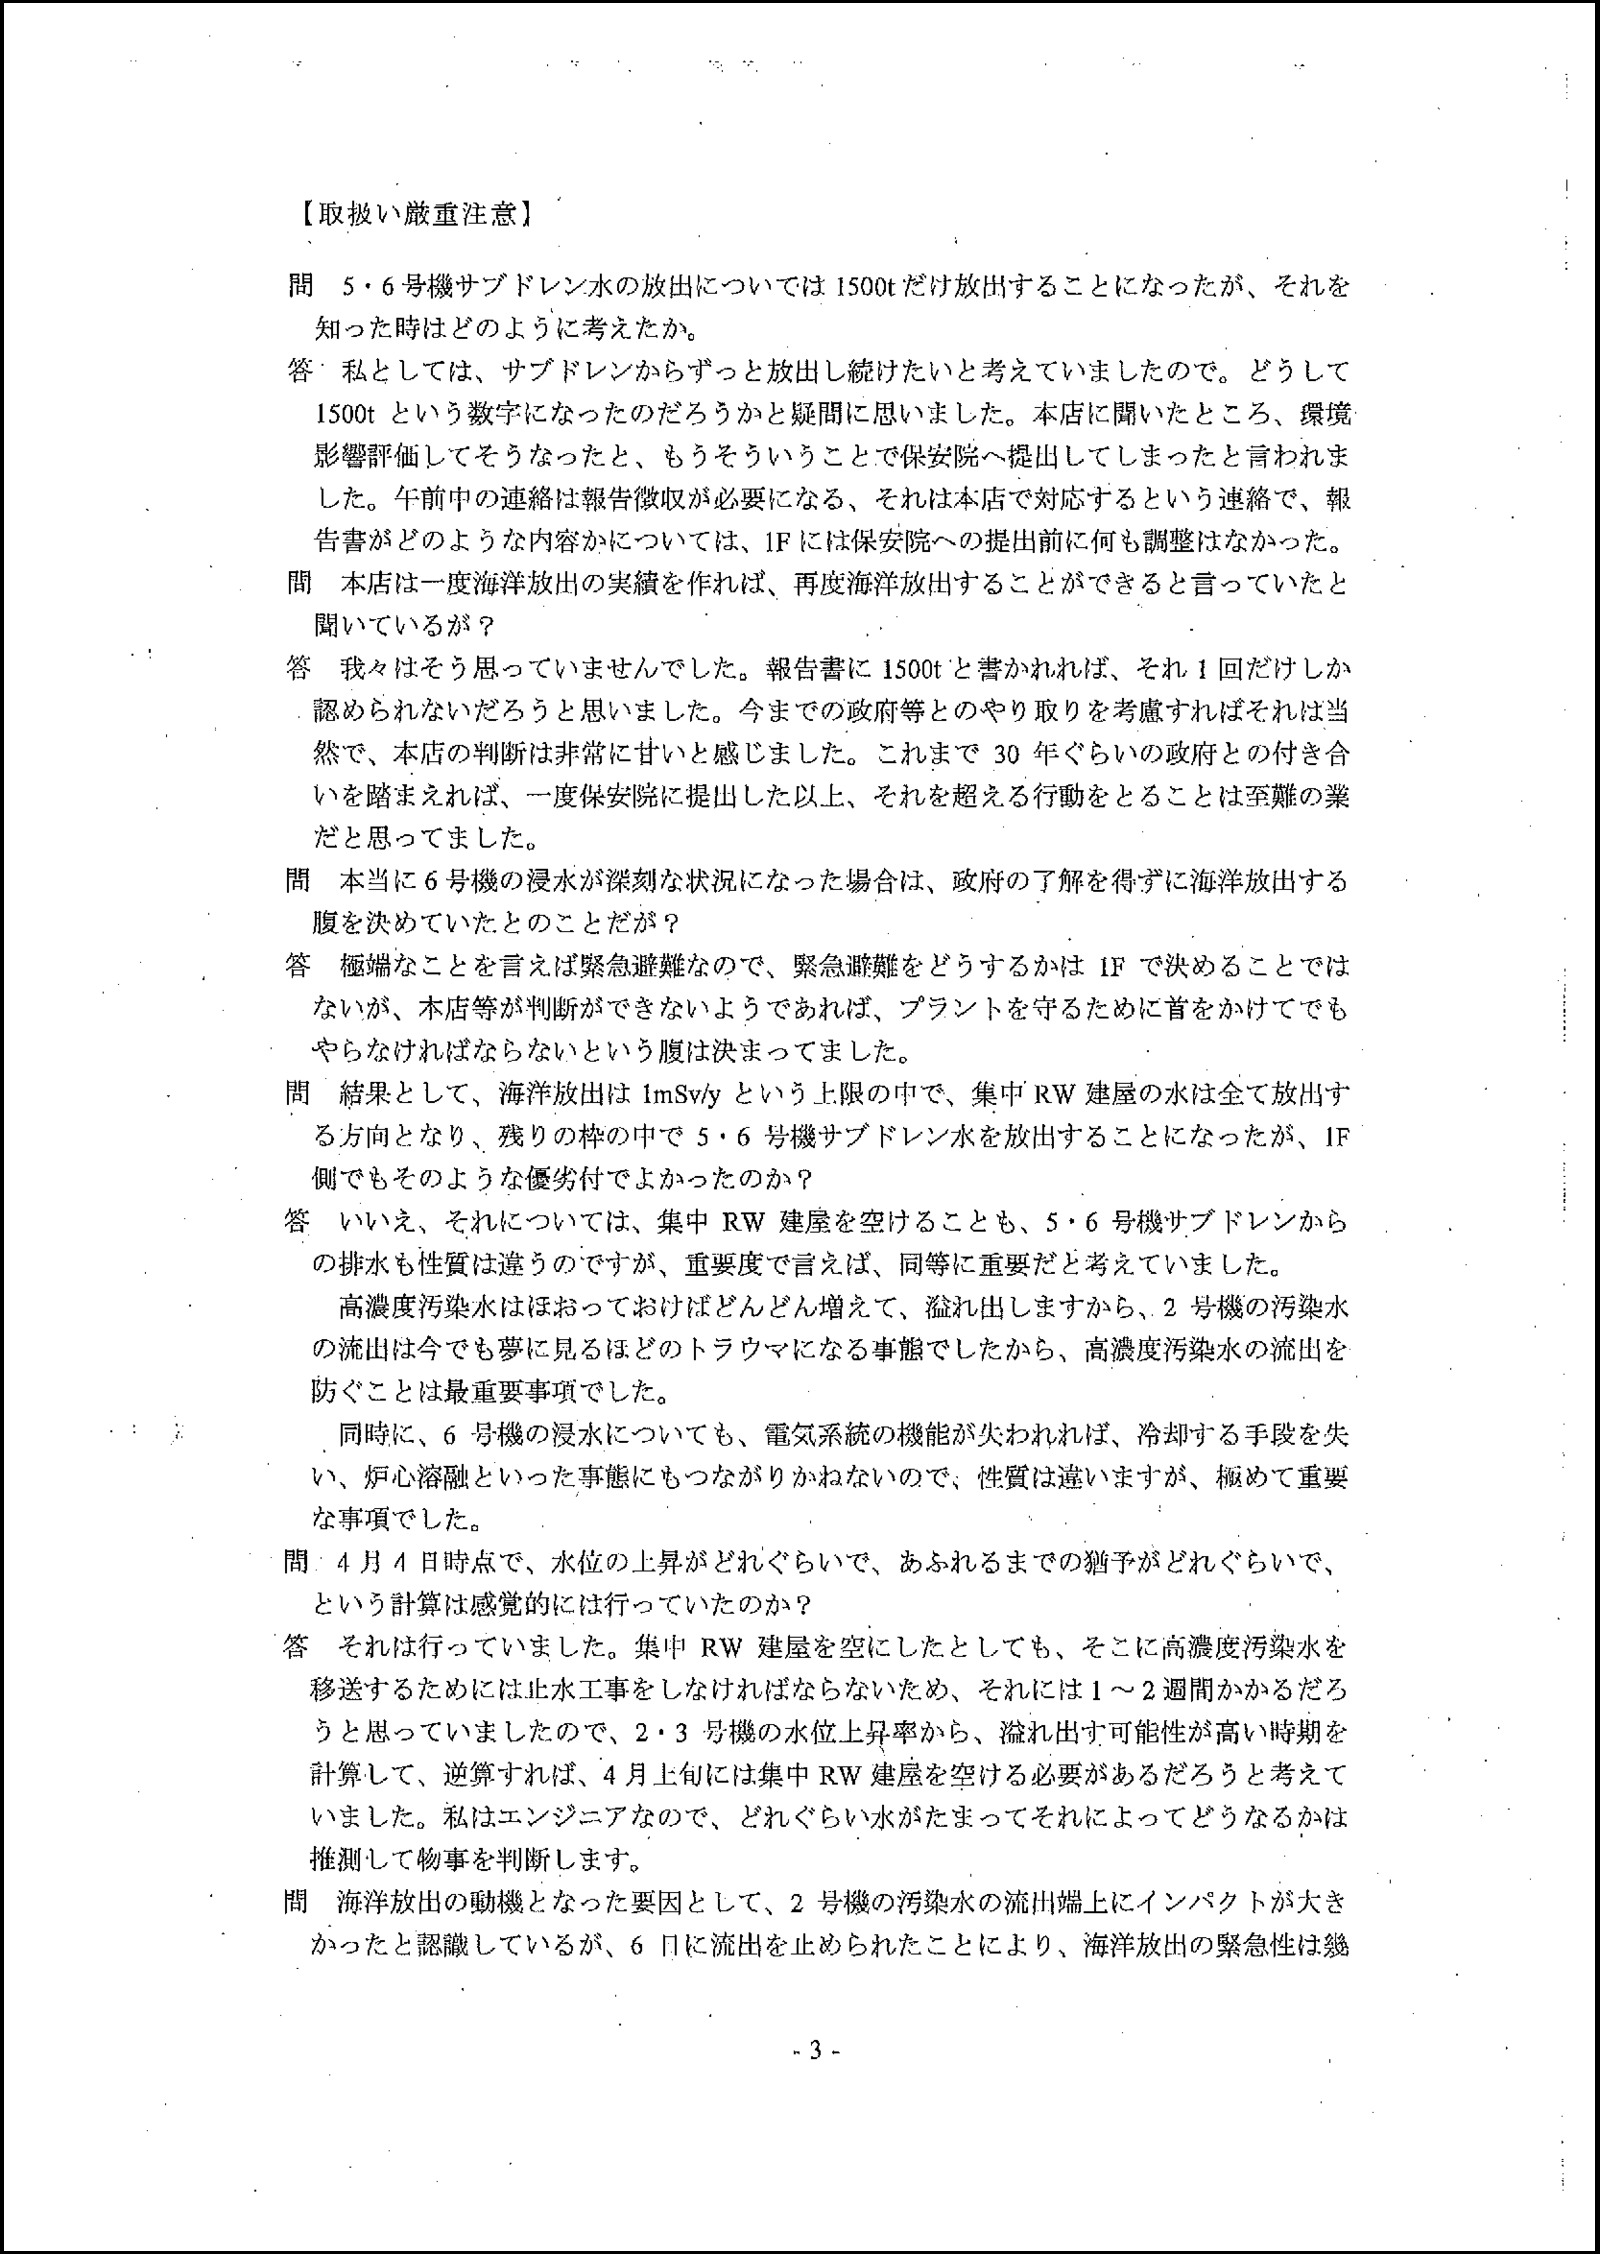 【取扱い厳重注意】
問　5・6号機サブドレン水の放出については1500tだけ放出することになったが、それを
知った時はどのように考えたか。
答　私としては、サブドレンからずっと放出し続けたいと考えていましたので。どうして
1500t という数字になったのだろうかと疑問に思いました。本店に聞いたところ、環境
影響評価してそうなったと、もうそういうことで保安院へ提出してしまったと言われま
した。午前中の連絡は報告徴収が必要になる、それは本店で対応するという連絡で、報
告書がどのような内容かについては、1Fには保安院への提出前に何も調整はなかった。
問　本店は一度海洋放出の実績を作れば、再度海洋放出することができると言っていたと
聞いているが？
答　我々はそう思っていませんでした。報告書に1500tと書かれれば、それ1回だけしか
認められないだろうと思いました。今までの政府等とのやり取りを考慮すればそれは当
然で、本店の判断は非常に甘いと感じました。これまで 30 年ぐらいの政府との付き合
いを踏まえれば、一度保安院に提出した以上、それを超える行動をとることは至難の業
だと思ってました。
問　本当に6号機の浸水が深刻な状況になった場合は、政府の了解を得ずに海洋放出する
腹を決めていたとのことだが？
答　極端なことを言えば緊急避難なので、緊急避難をどうするかは 1F で決めることでは
ないが、本店等が判断ができないようであれば、プラントを守るために首をかけてでも
やらなければならないという腹は決まってました。
問　結果として、海洋放出は 1mSv/y という上限の中で、集中 RW 建屋の水は全て放出す
る方向となり、残りの枠の中で 5・6 号機サブドレン水を放出することになったが、1F
側でもそのような優劣付でよかったのか？
答　いいえ、それについては、集中 RW 建屋を空けることも、5・6 号機サブドレンから
の排水も性質は違うのですが、重要度で言えば、同等に重要だと考えていました。
高濃度汚染水はほおっておけばどんどん増えて、溢れ出しますから、2 号機の汚染水
の流出は今でも夢に見るほどのトラウマになる事態でしたから、高濃度汚染水の流出を
防ぐことは最重要事項でした。
同時に、6 号機の浸水についても、電気系統の機能が失われれば、冷却する手段を失
い、炉心溶融といった事態にもつながりかねないので、性質は違いますが、極めて重要
な事項でした。
問　4月4日時点で、水位の上昇がどれぐらいで、あふれるまでの猶予がどれぐらいで、
という計算は感覚的には行っていたのか？
答　それは行っていました。集中 RW 建屋を空にしたとしても、そこに高濃度汚染水を
移送するためには止水工事をしなければならないため、それには1～2週間かかるだろ
うと思っていましたので、2・3 号機の水位上昇率から、溢れ出す可能性が高い時期を
計算して、逆算すれば、4月上旬には集中RW建屋を空ける必要があるだろうと考えて
いました。私はエンジニアなので、どれぐらい水がたまってそれによってどうなるかは
推測して物事を判断します。
問　海洋放出の動機となった要因として、2 号機の汚染水の流出端上にインパクトが大き
かったと認識しているが、6 日に流出を止められたことにより、海洋放出の緊急性は幾
- 3 -